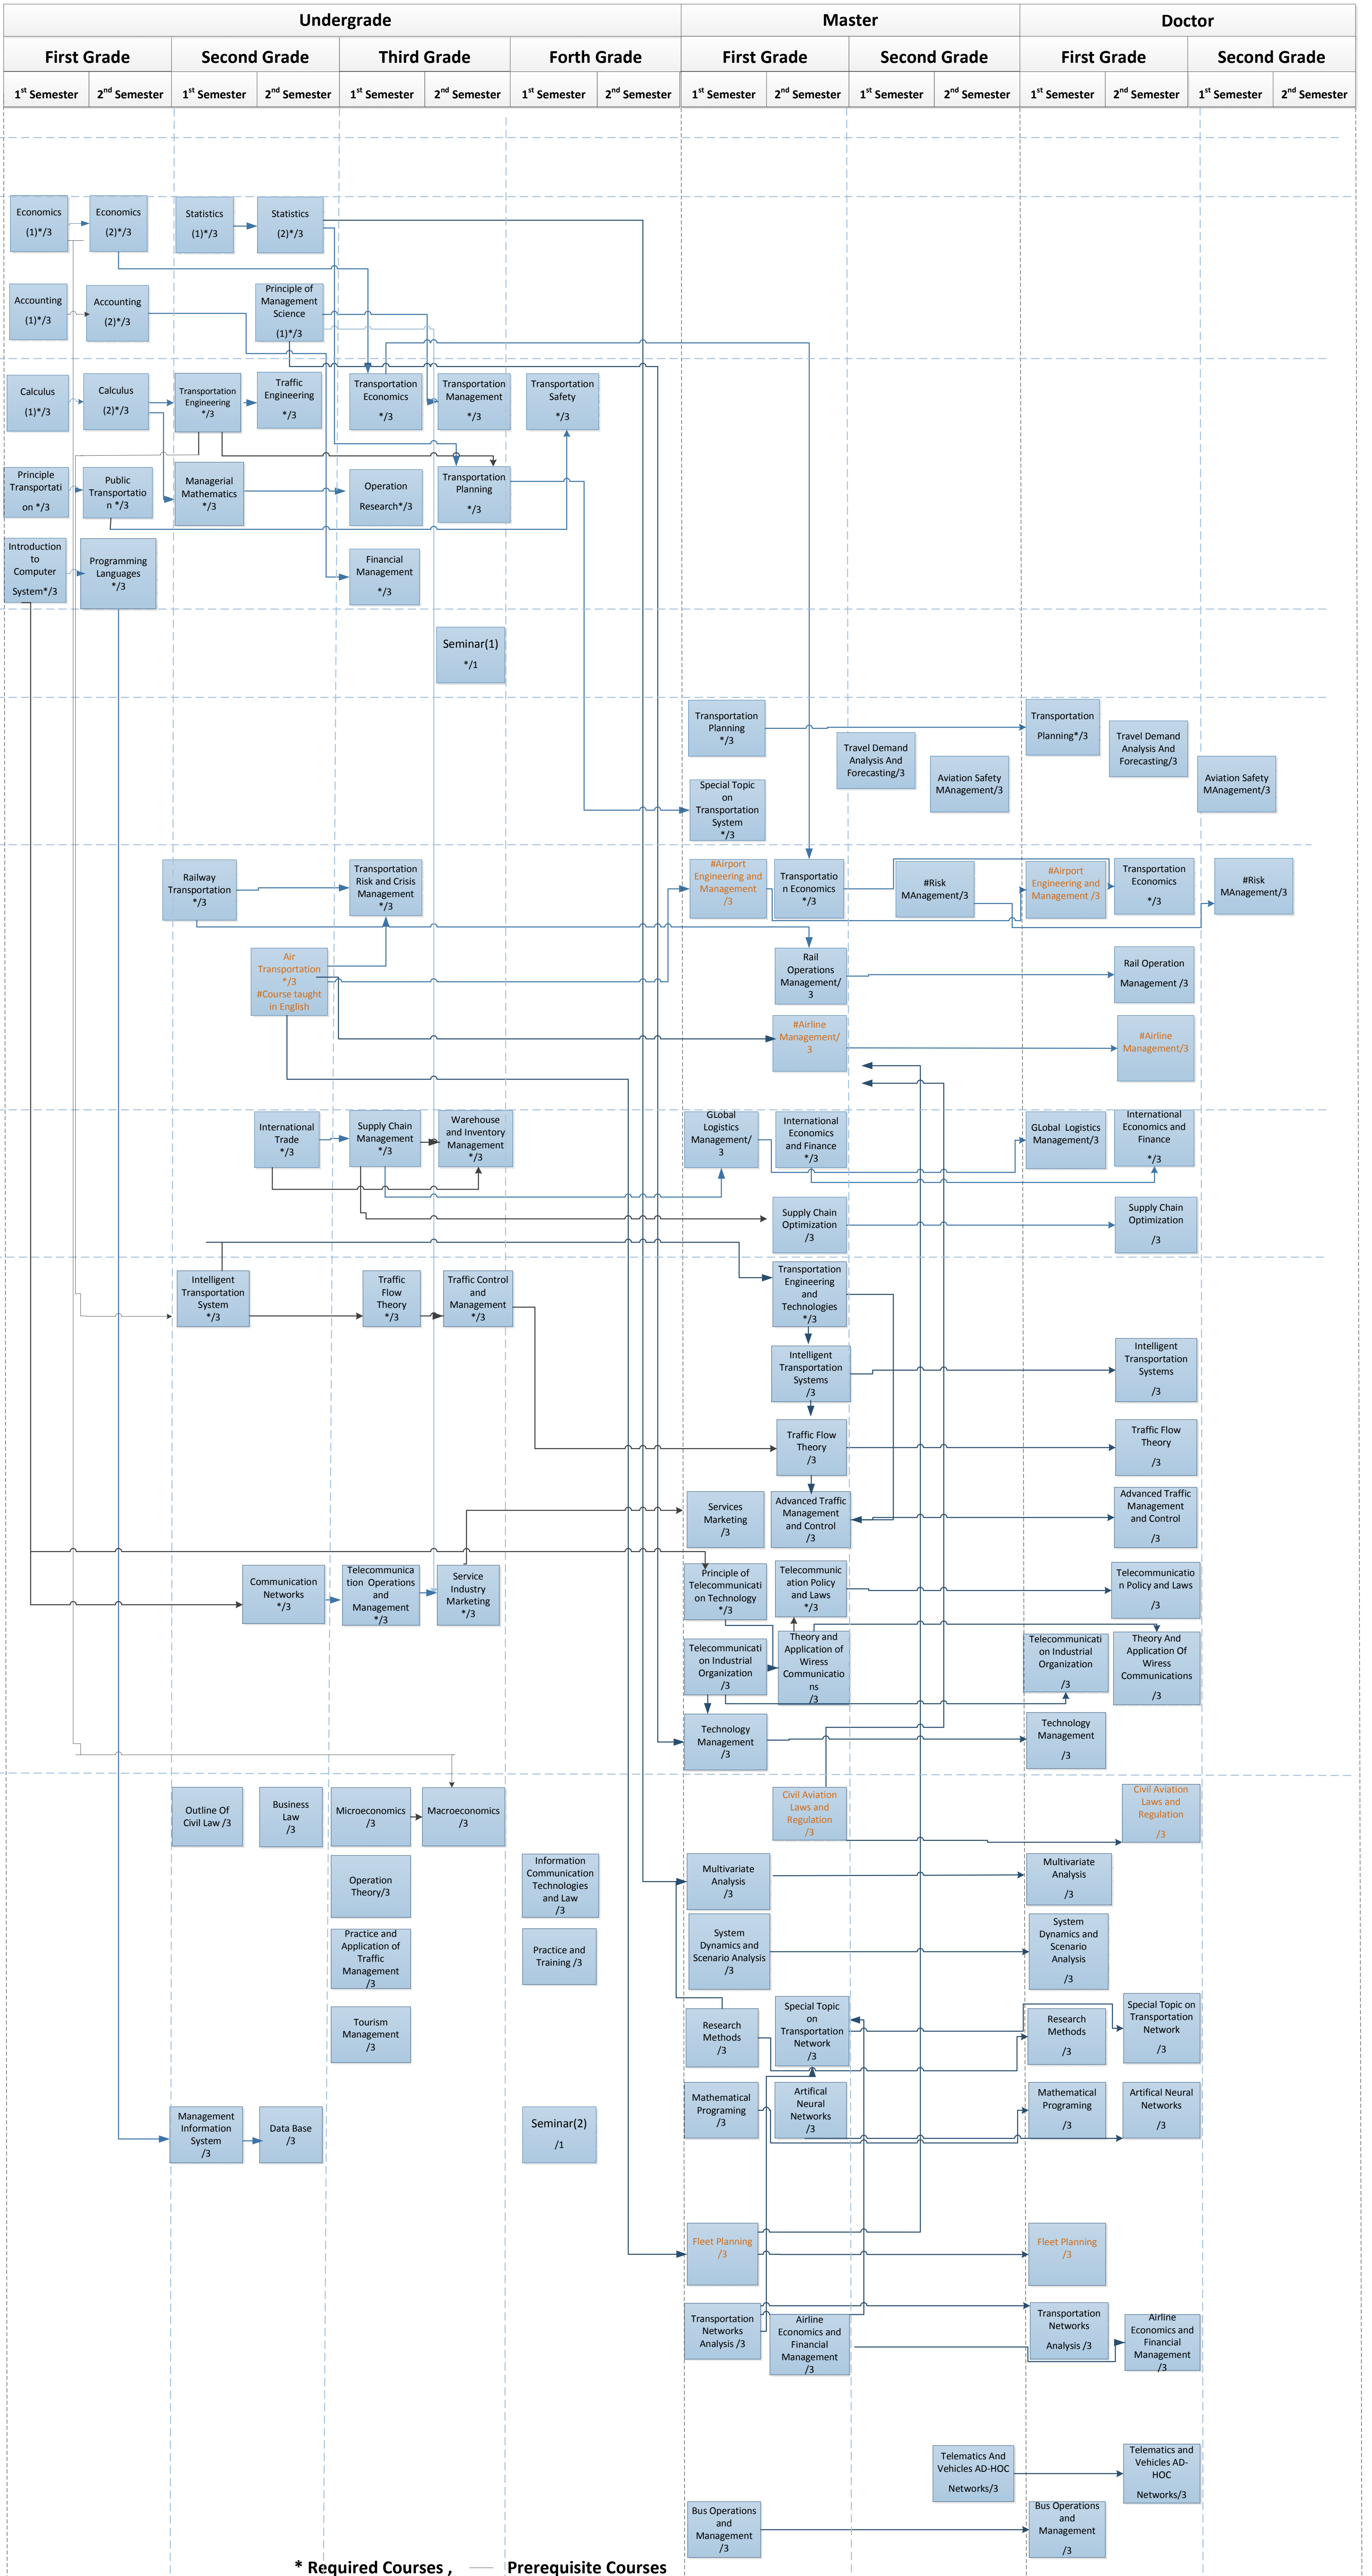 Undergrade
Master
Doctor
First Grade
Second Grade
Third Grade
Forth Grade
First Grade
Second Grade
First Grade
Second Grade
1st Semester
2nd Semester
1st Semester
2nd Semester
1st Semester
2nd Semester
1st Semester
2nd Semester
1st Semester
2nd Semester
1st Semester
2nd Semester
1st Semester
2nd Semester
1st Semester
2nd Semester
Economics
(1)*/3
Economics
(2)*/3
Statistics
(1)*/3
Statistics
(2)*/3
Accounting
(1)*/3
Accounting
(2)*/3
Principle of
Management
Science
(1)*/3
Calculus
(1)*/3
Calculus
(2)*/3
Transportation
Engineering
*/3
Traffic
Engineering
*/3
Transportation
Economics
*/3
Transportation
Management
*/3
Transportation
Safety
*/3
Principle
Transportati
on */3
Public
Transportatio
n */3
Managerial
Mathematics
*/3
Operation
Research*/3
Transportation
Planning
*/3
Introduction
to
Computer
System*/3
Programming
Languages
*/3
Financial
Management
*/3
Seminar(1)
*/1
Transportation
Planning
*/3
Travel Demand
Analysis And
Forecasting/3
Aviation Safety
MAnagement/3
Transportation
Planning*/3
Travel Demand
Analysis And
Forecasting/3
Aviation Safety
MAnagement/3
Special Topic
on
Transportation
System
*/3
Railway
Transportation
*/3
Transportation
Risk and Crisis
Management
*/3
#Airport
Engineering and
Management
/3
Transportatio
n Economics
*/3
#Risk
MAnagement/3
#Airport
Engineering and
Management /3
Transportation
Economics
*/3
#Risk
MAnagement/3
Air
Transportation
*/3
#Course taught
in English
Rail
Operations
Management/
3
Rail Operation
Management /3
#Airline
Management/
3
#Airline
Management/3
International
Trade
*/3
Supply Chain
Management
*/3
Warehouse
and Inventory
Management
*/3
GLobal
Logistics
Management/
3
International
Economics
and Finance
*/3
GLobal Logistics
Management/3
International
Economics and
Finance
*/3
Supply Chain
Optimization
/3
Supply Chain
Optimization
/3
Intelligent
Transportation
System
*/3
Traffic
Flow
Theory
*/3
Traffic Control
and
Management
*/3
Transportation
Engineering
and
Technologies
*/3
Intelligent
Transportation
Systems
/3
Intelligent
Transportation
Systems
/3
Traffic Flow
Theory
/3
Traffic Flow
Theory
/3
Services
Marketing
/3
Advanced Traffic
Management
and Control
/3
Advanced Traffic
Management
and Control
/3
Communication
Networks
*/3
Telecommunica
tion Operations
and
Management
*/3
Service
Industry
Marketing
*/3
Principle of
Telecommunicati
on Technology
*/3
Telecommunic
ation Policy
and Laws
*/3
Telecommunicatio
n Policy and Laws
/3
Telecommunicati
on Industrial
Organization
/3
Theory and
Application of
Wiress
Communicatio
ns
/3
Telecommunicati
on Industrial
Organization
/3
Theory And
Application Of
Wiress
Communications
/3
Technology
Management
/3
Technology
Management
/3
Outline Of
Civil Law /3
Business
Law
/3
Microeconomics
/3
Macroeconomics
/3
Civil Aviation
Laws and
Regulation
/3
Civil Aviation
Laws and
Regulation
/3
Operation
Theory/3
Information
Communication
Technologies
and Law
/3
Multivariate
Analysis
/3
Multivariate
Analysis
/3
Practice and
Application of
Traffic
Management
/3
Practice and
Training /3
System
Dynamics and
Scenario Analysis
/3
System
Dynamics and
Scenario
Analysis
/3
Tourism
Management
/3
Research
Methods
/3
Special Topic
on
Transportation
Network
/3
Research
Methods
/3
Special Topic on
Transportation
Network
/3
Management
Information
System
/3
Data Base
/3
Seminar(2)
/1
Mathematical
Programing
/3
Artifical
Neural
Networks
/3
Mathematical
Programing
/3
Artifical Neural
Networks
/3
Fleet Planning
/3
Fleet Planning
/3
Transportation
Networks
Analysis /3
Airline
Economics and
Financial
Management
/3
Transportation
Networks
Analysis /3
Airline
Economics and
Financial
Management
/3
Telematics And
Vehicles AD-HOC
Networks/3
Telematics and
Vehicles AD-
HOC
Networks/3
Bus Operations
and
Management
/3
Bus Operations
and
Management
/3
* Required Courses , Prerequisite Courses